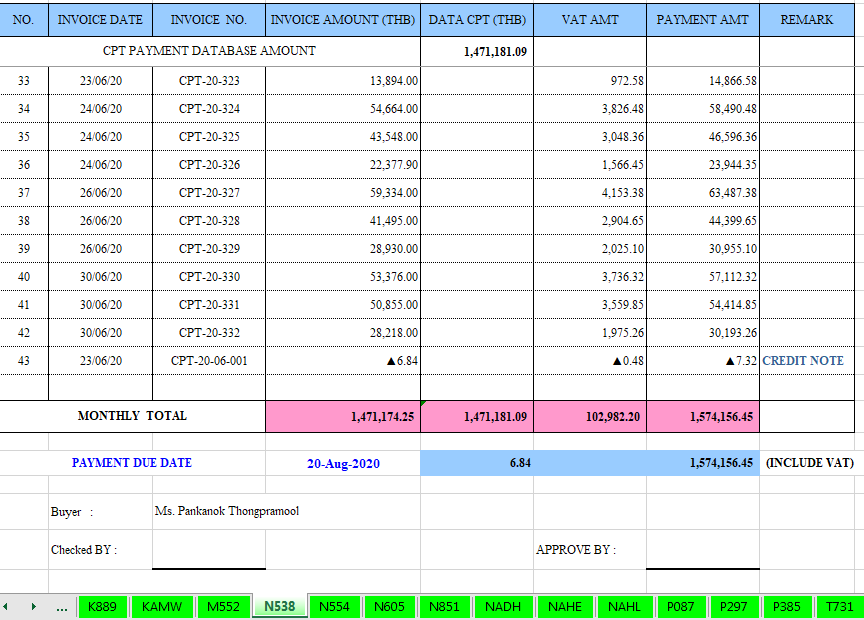 NO. INVOICE DATE INVOICE NO. INVOICE AMOUNT (THB) DATA CPT (THB) VAT AMT PAYMENT AMT REMARK
CPT PAYMENT DATABASE AMOUNT 1,471,181.09
33 23/06/20 CPT-20-323 13,894.00 972.58 14,866.58
34 24/06/20 CPT-20-324 54,664.00 3,826.48 58,490.48
35 24/06/20 CPT-20-325 43,548.00 3,048.36 46,596.36
36 24/06/20 CPT-20-326 22,377.90 1,566.45 23,944.35
37 26/06/20 CPT-20-327 59,334.00 4,153.38 63,487.38
38 26/06/20 CPT-20-328 41,495.00 2,904.65 44,399.65
39 26/06/20 CPT-20-329 28,930.00 2,025.10 30,955.10
40 30/06/20 CPT-20-330 53,376.00 3,736.32 57,112.32
41 30/06/20 CPT-20-331 50,855.00 3,559.85 54,414.85
42 30/06/20 CPT-20-332 28,218.00 1,975.26 30,193.26
43 23/06/20 CPT-20-06-001 ▲6.84 ▲0.48 ▲7.32 CREDIT NOTE
MONTHLY TOTAL 1,471,174.25 1,471,181.09 102,982.20 1,574,156.45
PAYMENT DUE DATE 20-Aug-2020 6.84 1,574,156.45 (INCLUDE VAT)
Buyer : Ms. Pankanok Thongpramool
Checked BY : APPROVE BY :
... K889 KAMW M552 N538 N554 N605 N851 NADH NAHE NAHL P087 P297 P385 T731